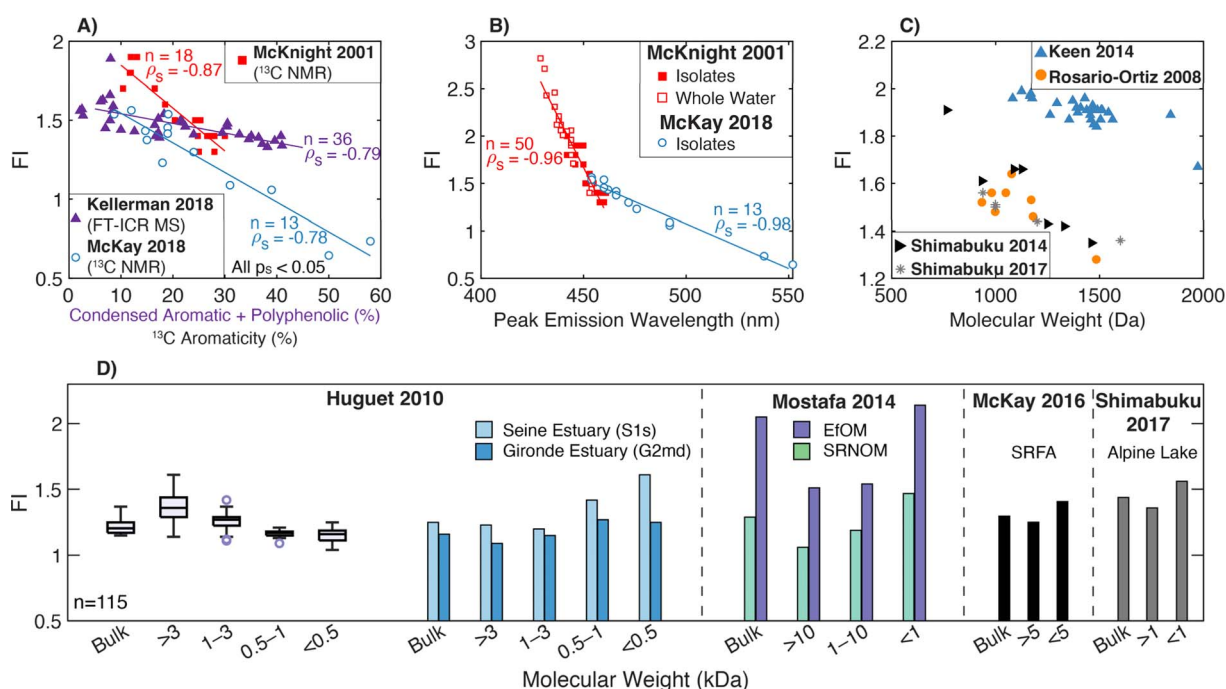 A)
FI
2
1.5
1
0.5
0
10
20
30
40
50
60
n = 18
ρs = -0.87
McKnight 2001
(¹³C NMR)
n = 36
ρs = -0.79
Kellerman 2018
(FT-ICR MS)
McKay 2018
(¹³C NMR)
n = 13
ρs = -0.78
All ps < 0.05
Condensed Aromatic + Polyphenolic (%)
¹³C Aromaticity (%)
B)
FI
3
2.5
2
1.5
1
0.5
400
450
500
550
McKnight 2001
Isolates
Whole Water
McKay 2018
Isolates
n = 50
ρs = -0.96
n = 13
ρs = -0.98
Peak Emission Wavelength (nm)
C)
FI
2.2
2
1.8
1.6
1.4
1.2
500
1000
1500
2000
Keen 2014
Rosario-Ortiz 2008
Shimabuku 2014
Shimabuku 2017
Molecular Weight (Da)
D)
FI
2
1.5
1
0.5
Huguet 2010
Seine Estuary (S1s)
Gironde Estuary (G2md)
n=115
Mostafa 2014
EfOM
SRNOM
McKay 2016
SRFA
Shimabuku
2017
Alpine Lake
Bulk
>3
1–3
0.5–1
<0.5
Bulk
>3
1–3
0.5–1
<0.5
Bulk
>10
1–10
<1
Bulk
>5
<5
Bulk
>1
<1
Molecular Weight (kDa)